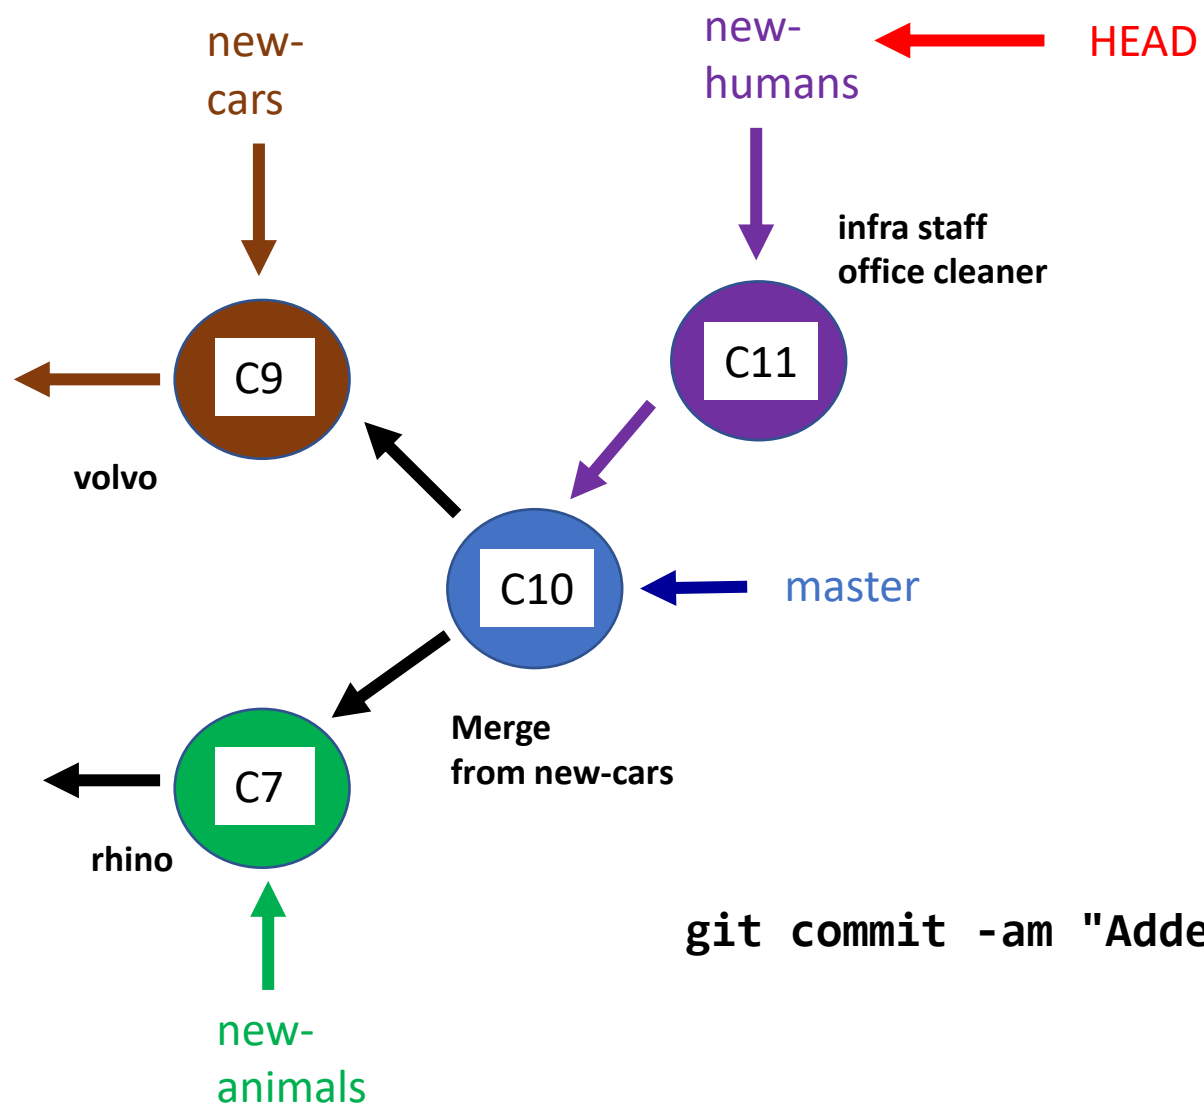 new-
cars
new-
humans
HEAD
infra staff
office cleaner
C9
C11
volvo
C10
master
Merge
from new-cars
C7
rhino
git commit -am "Adde
new-
animals